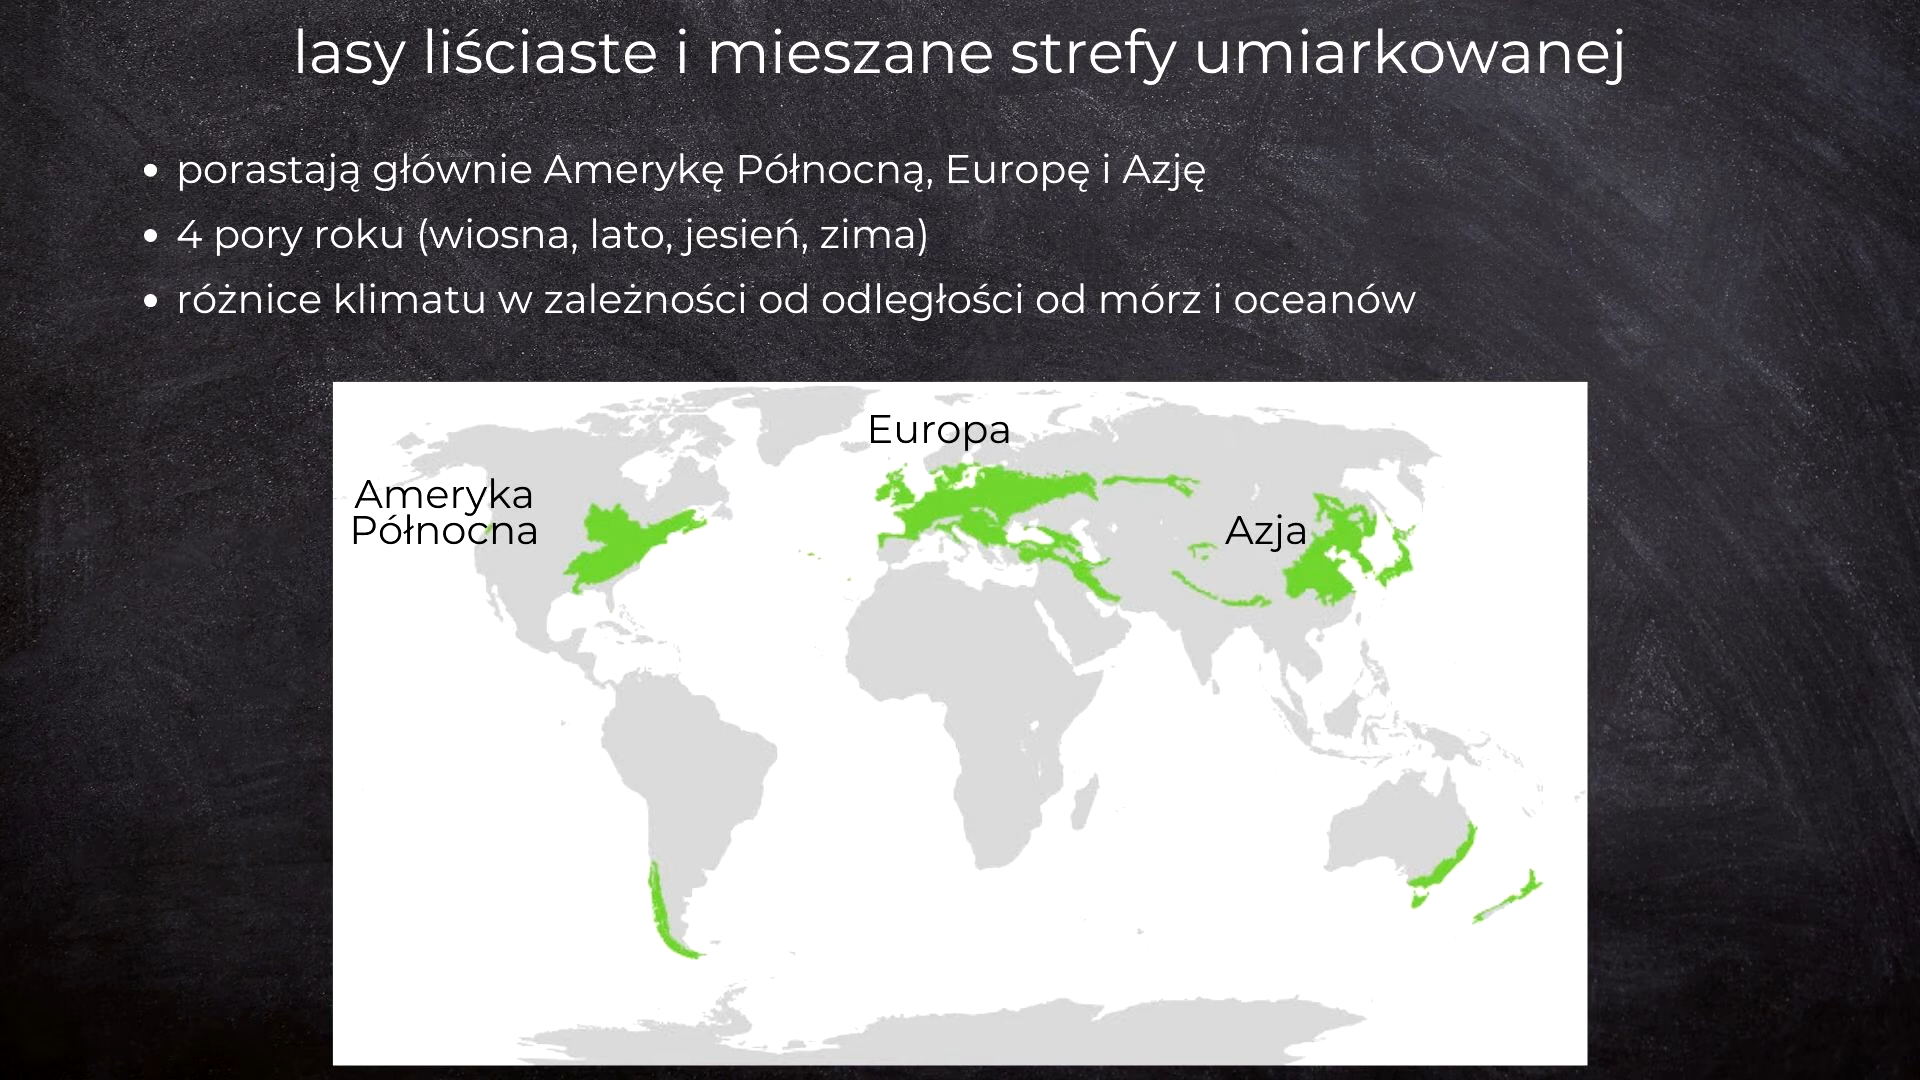 lasy liściaste i mieszane strefy umiarkowanej
• porastają głównie Amerykę Północną, Europę i Azję
• 4 pory roku (wiosna, lato, jesień, zima)
• różnice klimatu w zależności od odległości od mórz i oceanów
Europa
Ameryka
Północna
Azja